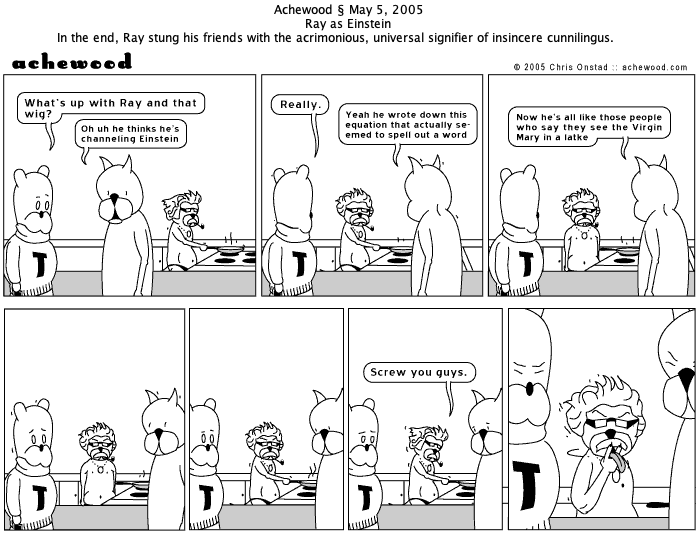 Achewood § May 5, 2005
Ray as Einstein
In the end, Ray stung his friends with the acrimonious, universal signifier of insincere cunnilingus.
achewood
© 2005 Chris Onstad :: achewood.com
What's up with Ray and that
wig?
Oh uh he thinks he's
channeling Einstein
T
Really.
Yeah he wrote down this
equation that actually se-
emed to spell out a word
T
Now he's all like those people
who say they see the Virgin
Mary in a latke
T
T
T
Screw you guys.
T
T